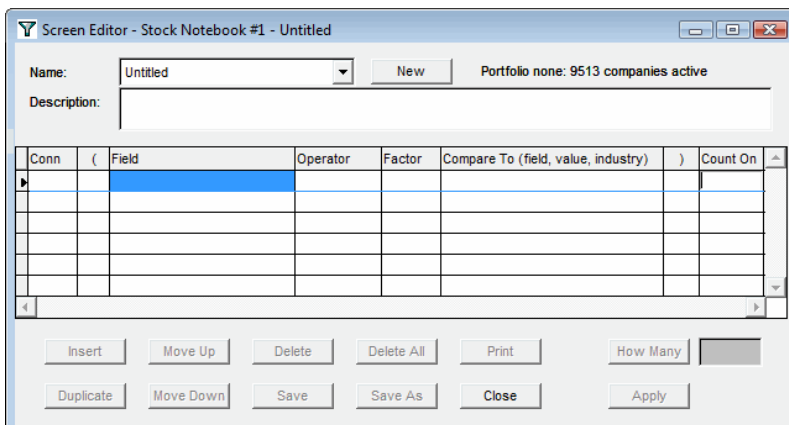 Screen Editor - Stock Notebook #1 - Untitled
Name: Untitled New Portfolio none: 9513 companies active
Description:
Conn ( Field Operator Factor Compare To (field, value, industry) ) Count On
Insert Move Up Delete Delete All Print How Many
Duplicate Move Down Save Save As Close Apply